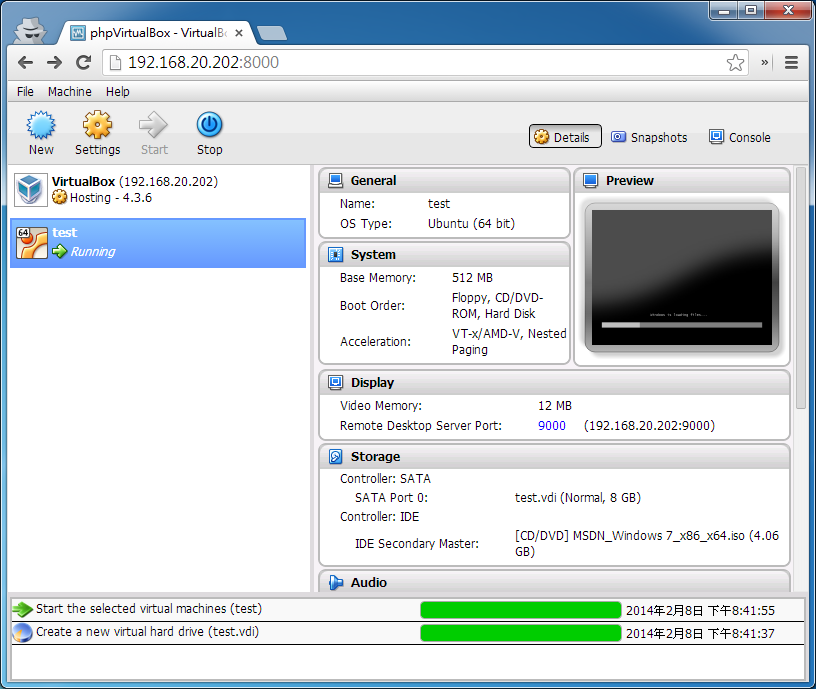 phpVirtualBox - VirtualB
192.168.20.202:8000
File Machine Help
New Settings Start Stop
Details Snapshots Console
VirtualBox (192.168.20.202)
Hosting - 4.3.6
64 test
Running
General
Name: test
OS Type: Ubuntu (64 bit)
Preview
Windows is loading files...
System
Base Memory: 512 MB
Boot Order: Floppy, CD/DVD-
ROM, Hard Disk
Acceleration: VT-x/AMD-V, Nested
Paging
Display
Video Memory: 12 MB
Remote Desktop Server Port: 9000 (192.168.20.202:9000)
Storage
Controller: SATA
SATA Port 0: test.vdi (Normal, 8 GB)
Controller: IDE
IDE Secondary Master: [CD/DVD] MSDN_Windows 7_x86_x64.iso (4.06
GB)
Audio
Start the selected virtual machines (test) 2014年2月8日 下午8:41:55
Create a new virtual hard drive (test.vdi) 2014年2月8日 下午8:41:37